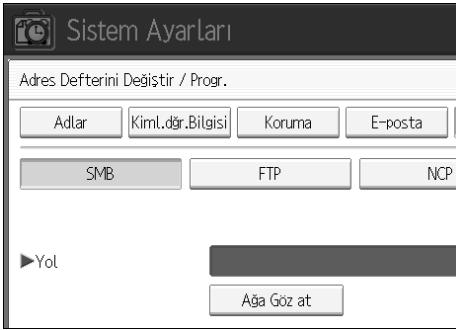 Sistem Ayarları
Adres Defterini Değiştir / Progr.
Adlar Kiml.dğr.Bilgisi Koruma E-posta
SMB FTP NCP
▶Yol
Ağa Göz at